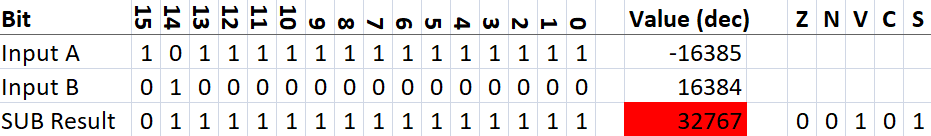 Bit 15 14 13 12 11 10 9 8 7 6 5 4 3 2 1 0 Value (dec) Z N V C S
Input A 1 0 1 1 1 1 1 1 1 1 1 1 1 1 1 1 -16385
Input B 0 1 0 0 0 0 0 0 0 0 0 0 0 0 0 0 16384
SUB Result 0 1 1 1 1 1 1 1 1 1 1 1 1 1 1 1 32767 0 0 1 0 1